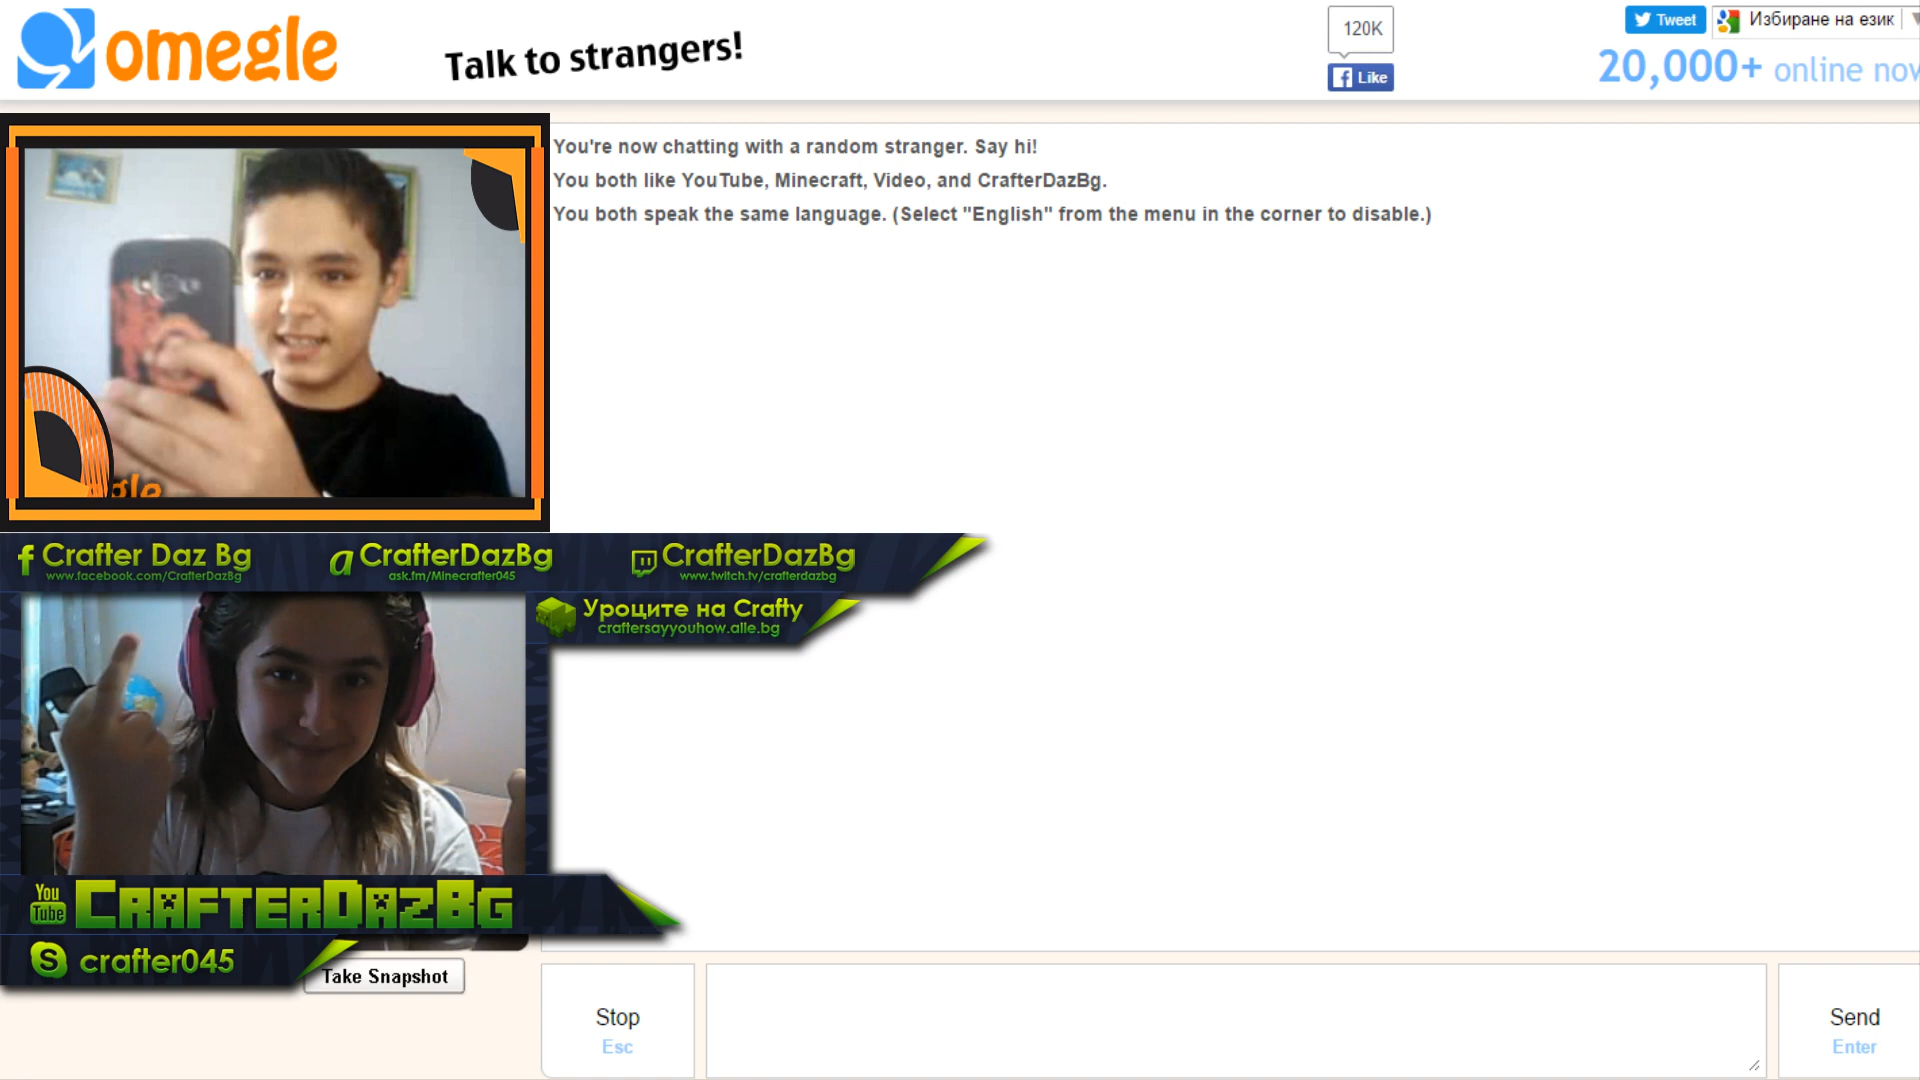 omegle
Talk to strangers!
120K
Like
Tweet
Избиране на език
20,000+ online now
You're now chatting with a random stranger. Say hi!
You both like YouTube, Minecraft, Video, and CrafterDazBg.
You both speak the same language. (Select "English" from the menu in the corner to disable.)
gle
Crafter Daz Bg
www.facebook.com/CrafterDazBg
CrafterDazBg
ask.fm/Minecrafter045
CrafterDazBg
www.twitch.tv/crafterdazbg
Уроците на Crafty
craftersayyouhow.alle.bg
You Tube CrafterDazBG
crafter045
Take Snapshot
Stop
Esc
Send
Enter